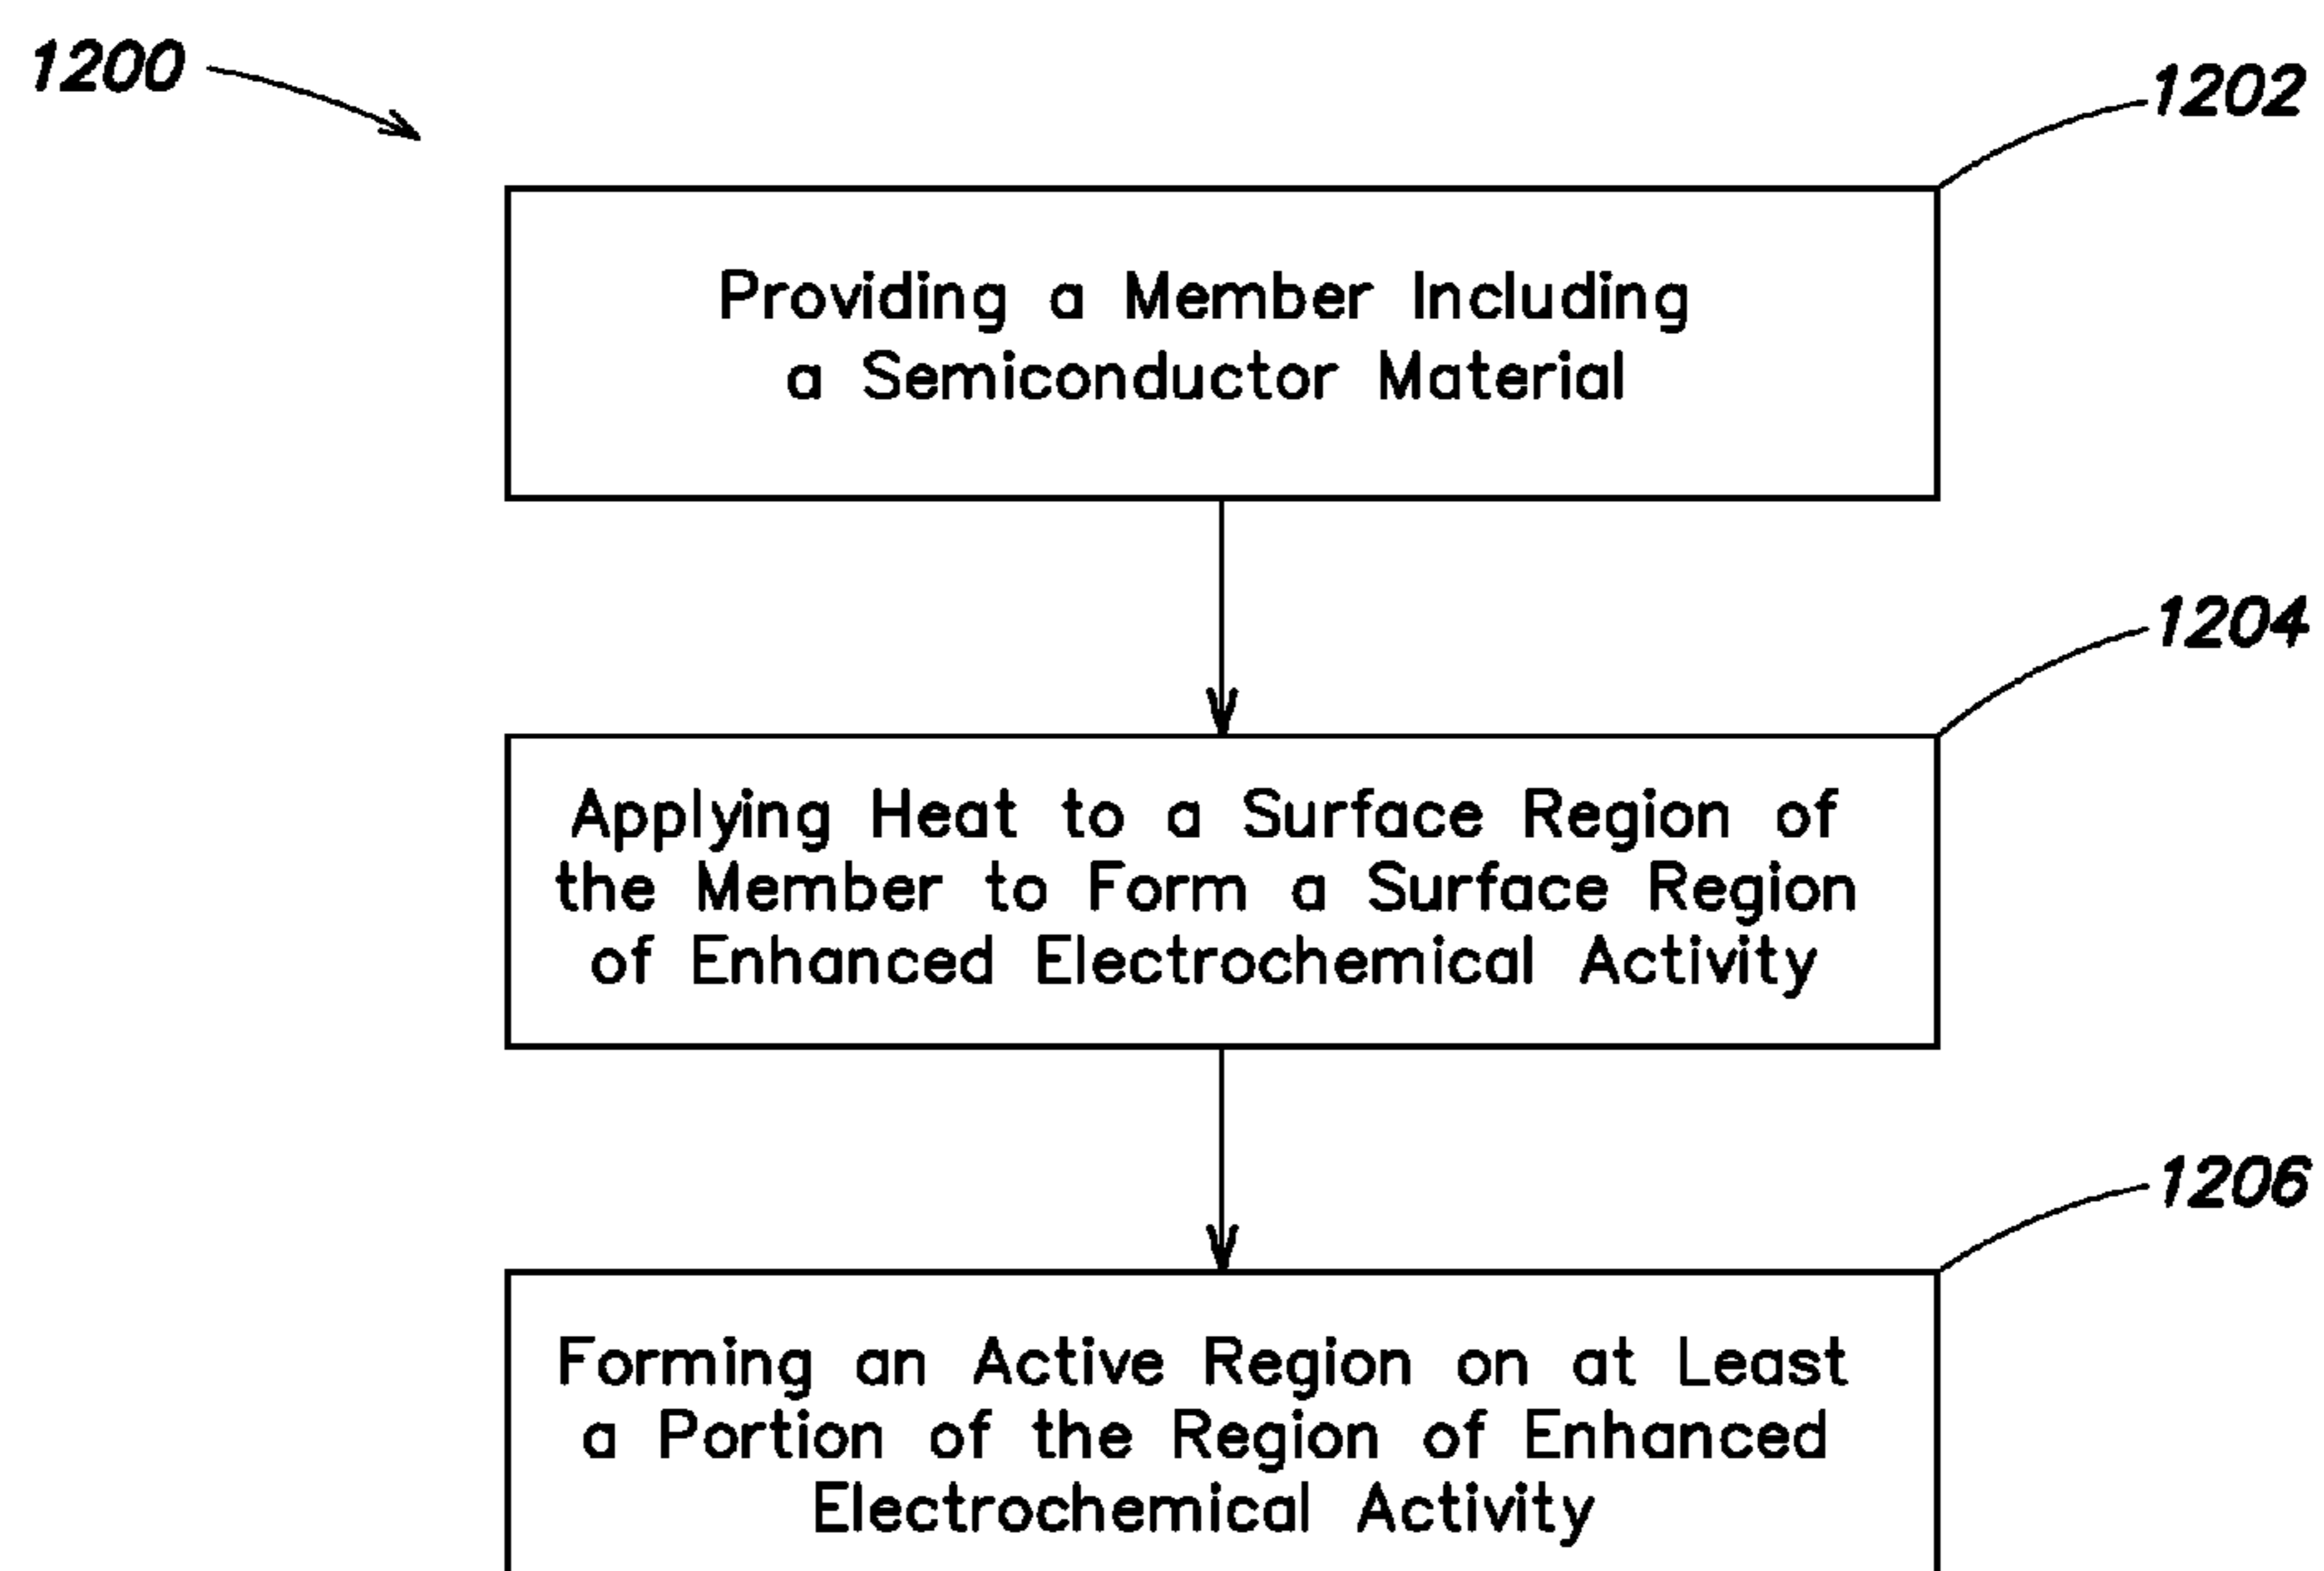 1200
1202
Providing a Member Including
a Semiconductor Material
1204
Applying Heat to a Surface Region of
the Member to Form a Surface Region
of Enhanced Electrochemical Activity
1206
Forming an Active Region on at Least
a Portion of the Region of Enhanced
Electrochemical Activity